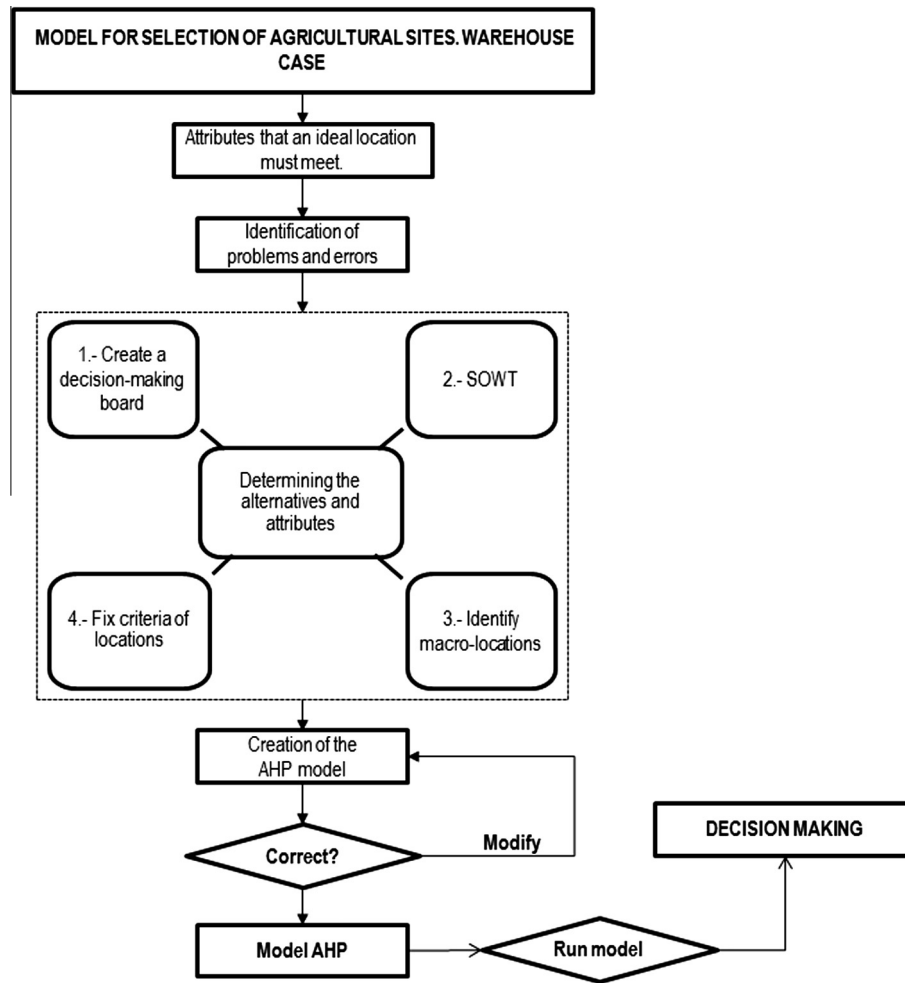 MODEL FOR SELECTION OF AGRICULTURAL SITES. WAREHOUSE
CASE
Attributes that an ideal location
must meet.
Identification of
problems and errors
1.- Create a
decision-making
board
2.- SOWT
Determining the
alternatives and
attributes
4.- Fix criteria of
locations
3.- Identify
macro-locations
Creation of the
AHP model
Correct?
Modify
DECISION MAKING
Model AHP
Run model